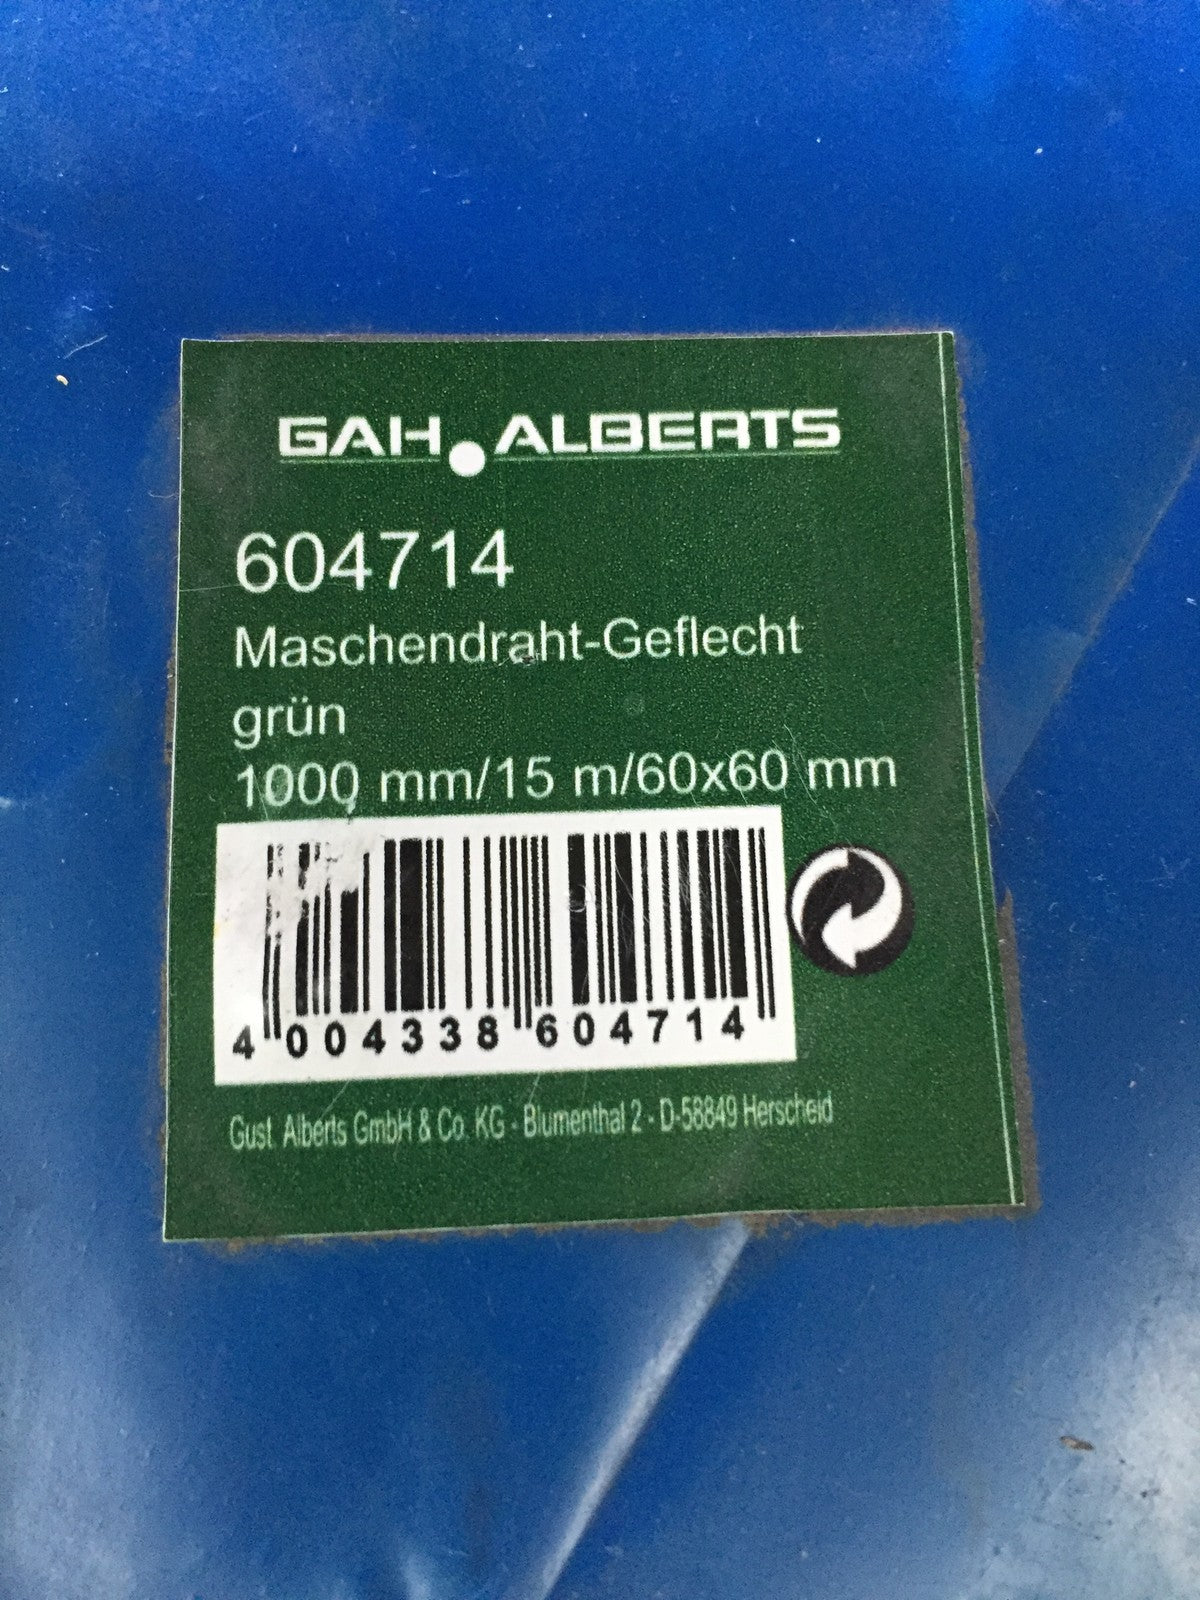 GAH.ALBERTS
604714
Maschendraht-Geflecht
grün
1000 mm/15 m/60x60 mm
4 004338 604714
Gust. Alberts GmbH & Co. KG - Blumenthal 2 - D-58849 Herscheid